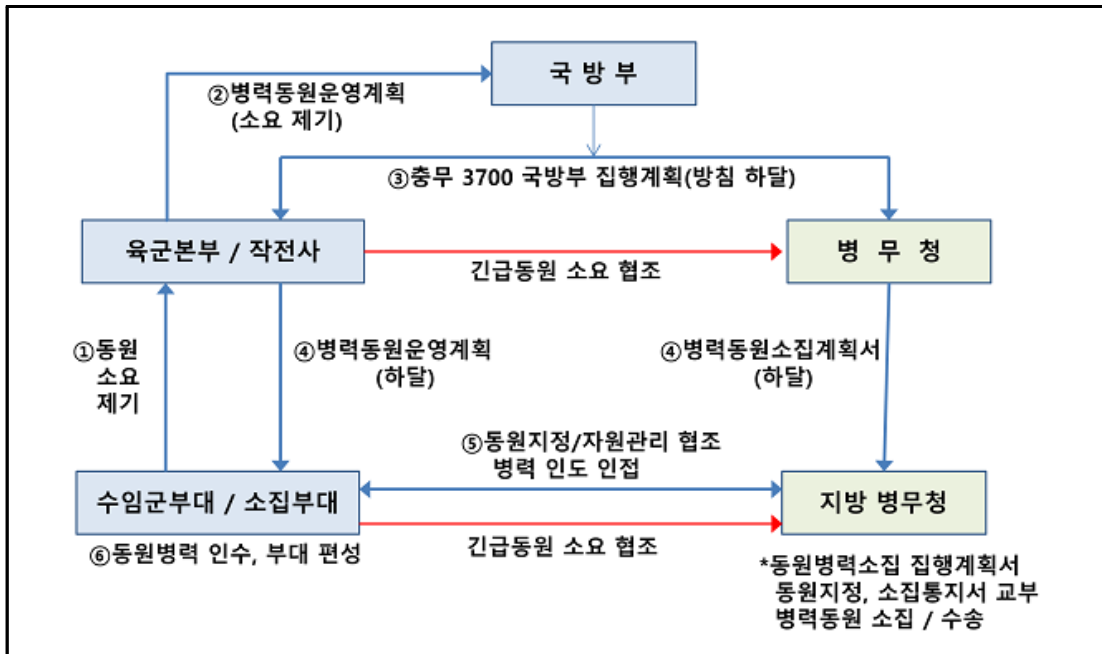 국 방 부
②병력동원운영계획
(소요 제기)
③충무 3700 국방부 집행계획(방침 하달)
육군본부 / 작전사
병 무 청
긴급동원 소요 협조
①동원
소요
제기
④병력동원운영계획
(하달)
④병력동원소집계획서
(하달)
⑤동원지정/자원관리 협조
병력 인도 인접
수임군부대 / 소집부대
지방 병무청
⑥동원병력 인수, 부대 편성
긴급동원 소요 협조
*동원병력소집 집행계획서
동원지정, 소집통지서 교부
병력동원 소집 / 수송